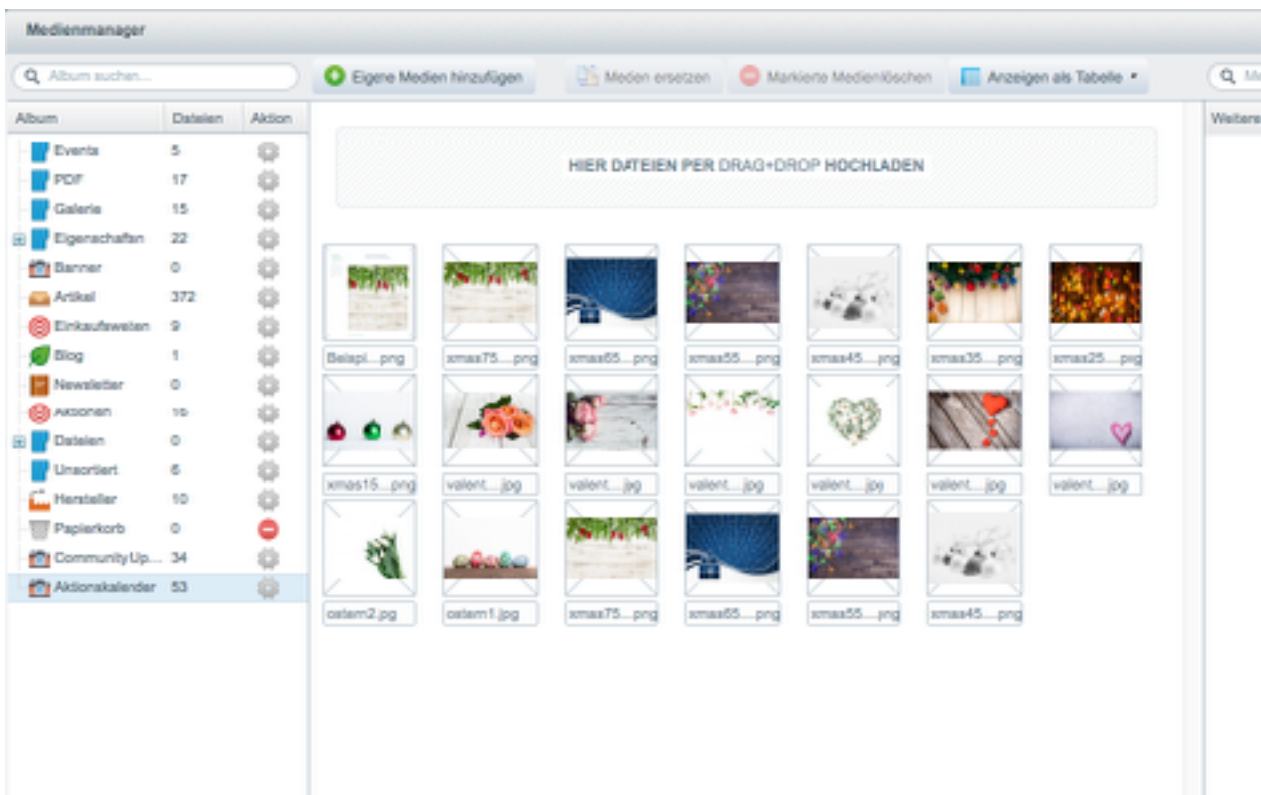 Medienmanager
Album suchen...
Eigene Medien hinzufügen
Medien ersetzen
Markierte Medien löschen
Anzeigen als Tabelle
Album Dateien Aktion
Weitere
Events 5
PDF 17
Galerie 15
Eigenschaften 22
Banner 0
Artikel 372
Einkaufswelten 9
Blog 1
Newsletter 0
Aktionen 16
Dateien 0
Unsortiert 6
Hersteller 10
Papierkorb 0
CommunityUp... 34
Aktionskalender 53
HIER DATEIEN PER DRAG+DROP HOCHLADEN
Beispi...png xmas75...png xmas65...png xmas55...png xmas45...png xmas35...png xmas25...png
xmas15...png valent...jpg valent...jpg valent...jpg valent...jpg valent...jpg valent...jpg
ostern2.jpg ostern1.jpg xmas75...png xmas65...png xmas55...png xmas45...png